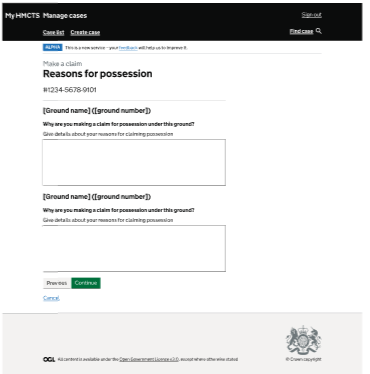 My HMCTS Manage cases Sign out
Case list Create case Find case
ALPHA This is a new service – your feedback will help us to improve it.
Make a claim
Reasons for possession
#1234-5678-9101
[Ground name] ([ground number])
Why are you making a claim for possession under this ground?
Give details about your reasons for claiming possession
[Ground name] ([ground number])
Why are you making a claim for possession under this ground?
Give details about your reasons for claiming possession
Previous Continue
Cancel
OGL All content is available under the Open Government Licence v3.0, except where otherwise stated © Crown copyright